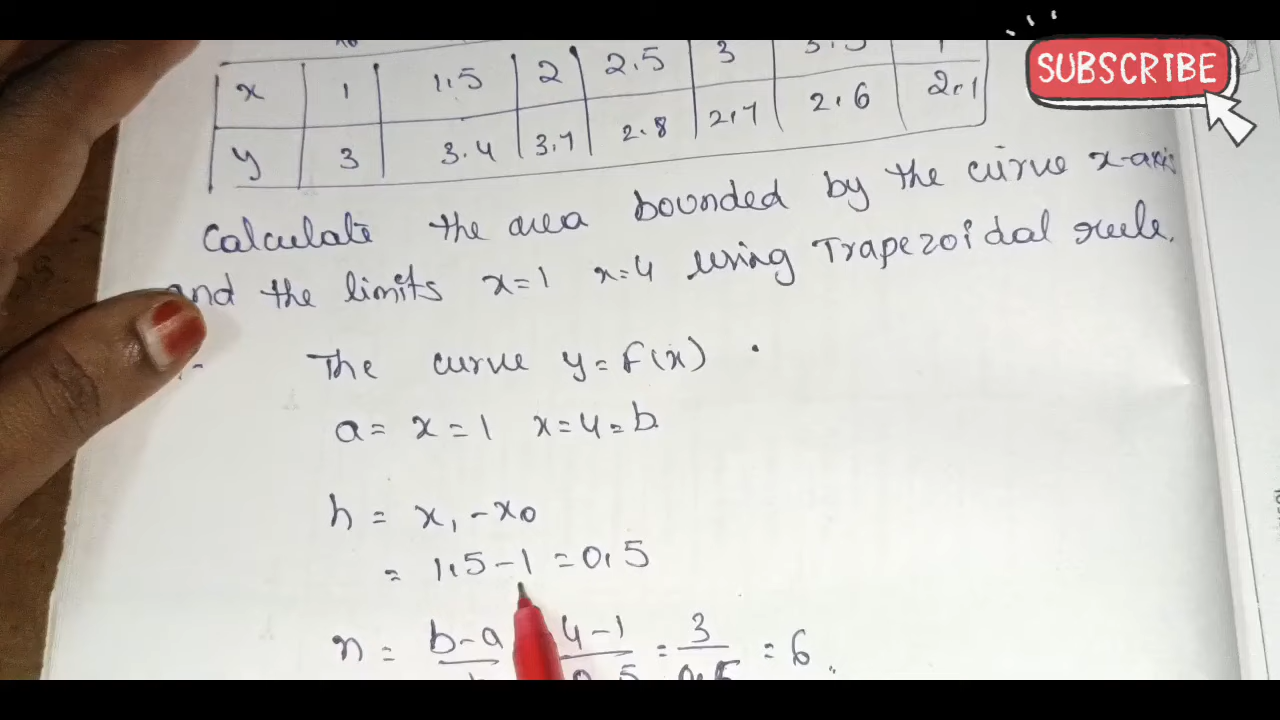 SUBSCRIBE
x 1 1.5 2 2.5 3
y 3 3.4 3.7 2.8 2.7 2.6 2.1
Calculate the area bounded by the curve x-axis
and the limits x=1 x=4 using Trapezoidal rule.
The curve y=f(x)
a= x=1 x=4=b
h = x₁ -x₀
= 1.5-1 =0.5
n = b-a 4-1 = 3/0.5 = 6